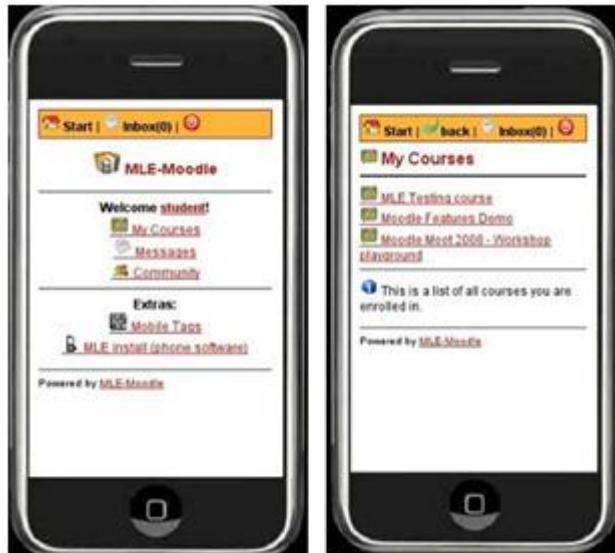 Start | Inbox(0) |
MLE-Moodle
Welcome student!
My Courses
Messages
Community
Extras:
Mobile Tags
MLE install (phone software)
Powered by MLE-Moodle
Start | back | Inbox(0) |
My Courses
MLE Testing course
Moodle Features Demo
Moodle Moot 2008 - Workshop
playground
This is a list of all courses you are
enrolled in.
Powered by MLE-Moodle